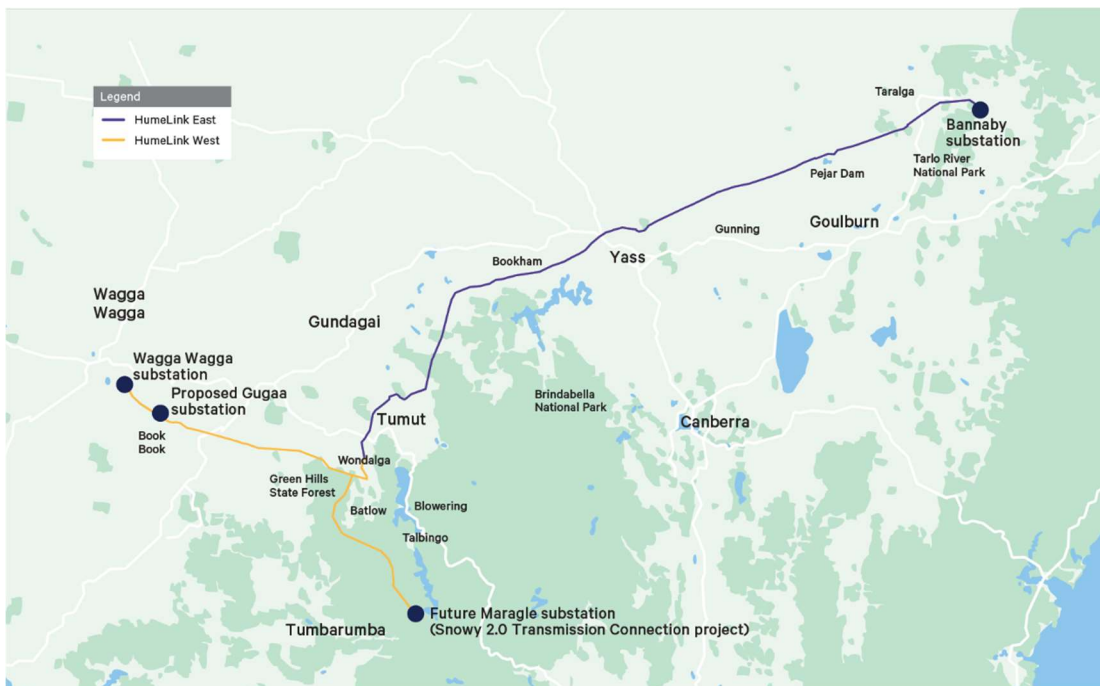 Legend
HumeLink East
HumeLink West
Taralga
Bannaby
substation
Tarlo River
National Park
Pejar Dam
Goulburn
Gunning
Yass
Bookham
Wagga
Wagga
Gundagai
Wagga Wagga
substation
Proposed Gugaa
substation
Brindabella
National Park
Tumut
Canberra
Book
Book
Wondalga
Green Hills
State Forest
Batlow
Blowering
Talbingo
Future Maragle substation
(Snowy 2.0 Transmission Connection project)
Tumbarumba